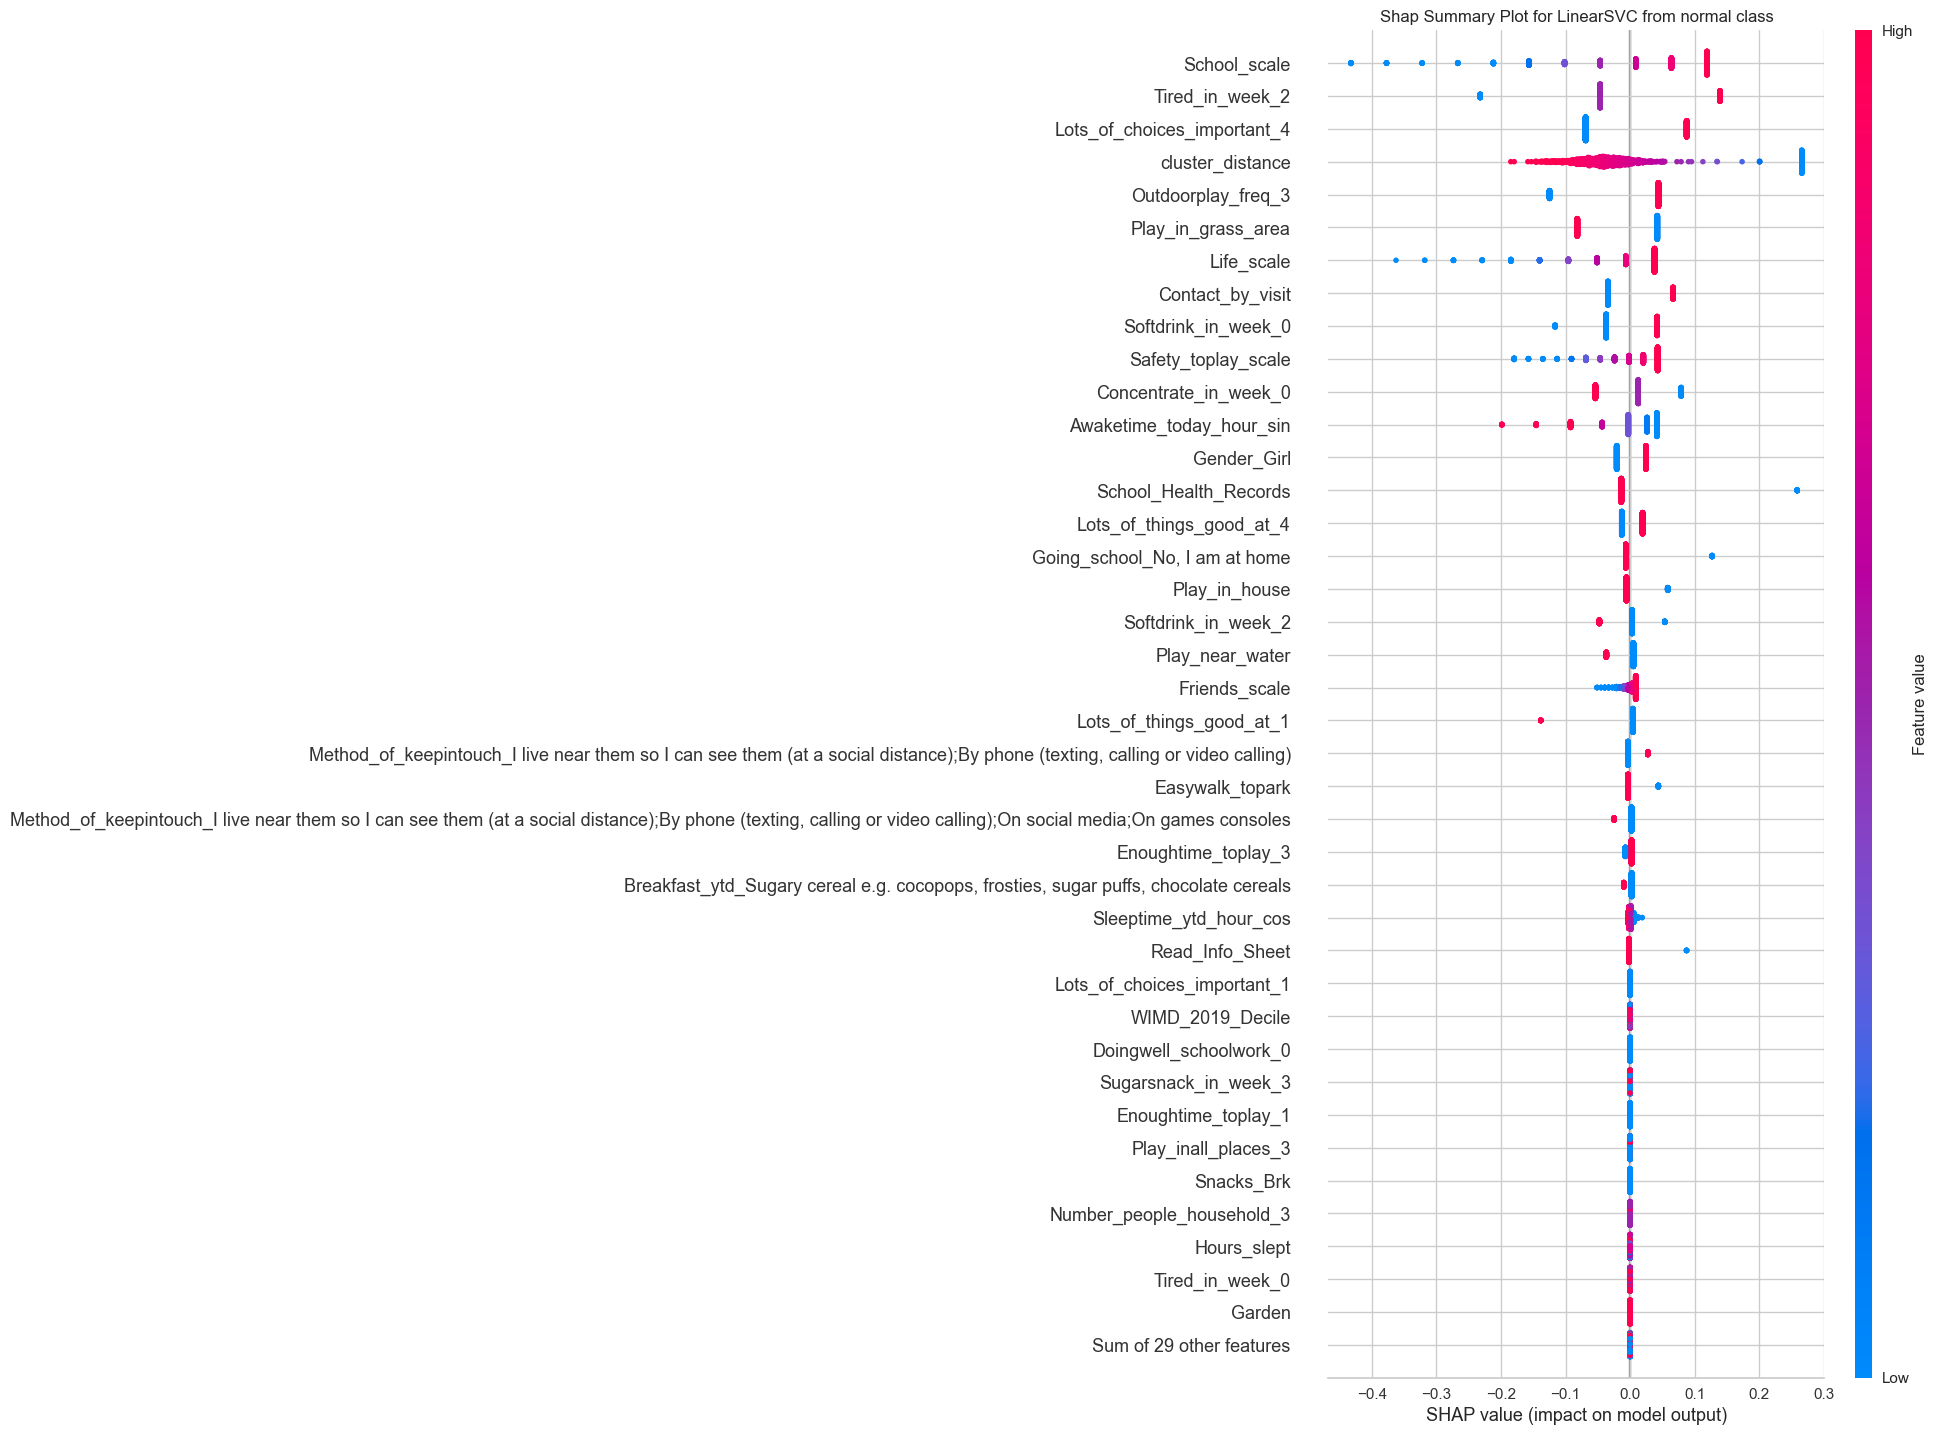 Shap Summary Plot for LinearSVC from normal class
High
School_scale
Tired_in_week_2
Lots_of_choices_important_4
cluster_distance
Outdoorplay_freq_3
Play_in_grass_area
Life_scale
Contact_by_visit
Softdrink_in_week_0
Safety_toplay_scale
Concentrate_in_week_0
Awaketime_today_hour_sin
Gender_Girl
School_Health_Records
Lots_of_things_good_at_4
Going_school_No, I am at home
Play_in_house
Softdrink_in_week_2
Play_near_water
Friends_scale
Lots_of_things_good_at_1
Method_of_keepintouch_I live near them so I can see them (at a social distance);By phone (texting, calling or video calling)
Easywalk_topark
Method_of_keepintouch_I live near them so I can see them (at a social distance);By phone (texting, calling or video calling);On social media;On games consoles
Enoughtime_toplay_3
Breakfast_ytd_Sugary cereal e.g. cocopops, frosties, sugar puffs, chocolate cereals
Sleeptime_ytd_hour_cos
Read_Info_Sheet
Lots_of_choices_important_1
WIMD_2019_Decile
Doingwell_schoolwork_0
Sugarsnack_in_week_3
Enoughtime_toplay_1
Play_inall_places_3
Snacks_Brk
Number_people_household_3
Hours_slept
Tired_in_week_0
Garden
Sum of 29 other features
Feature value
Low
−0.4 −0.3 −0.2 −0.1 0.0 0.1 0.2 0.3
SHAP value (impact on model output)